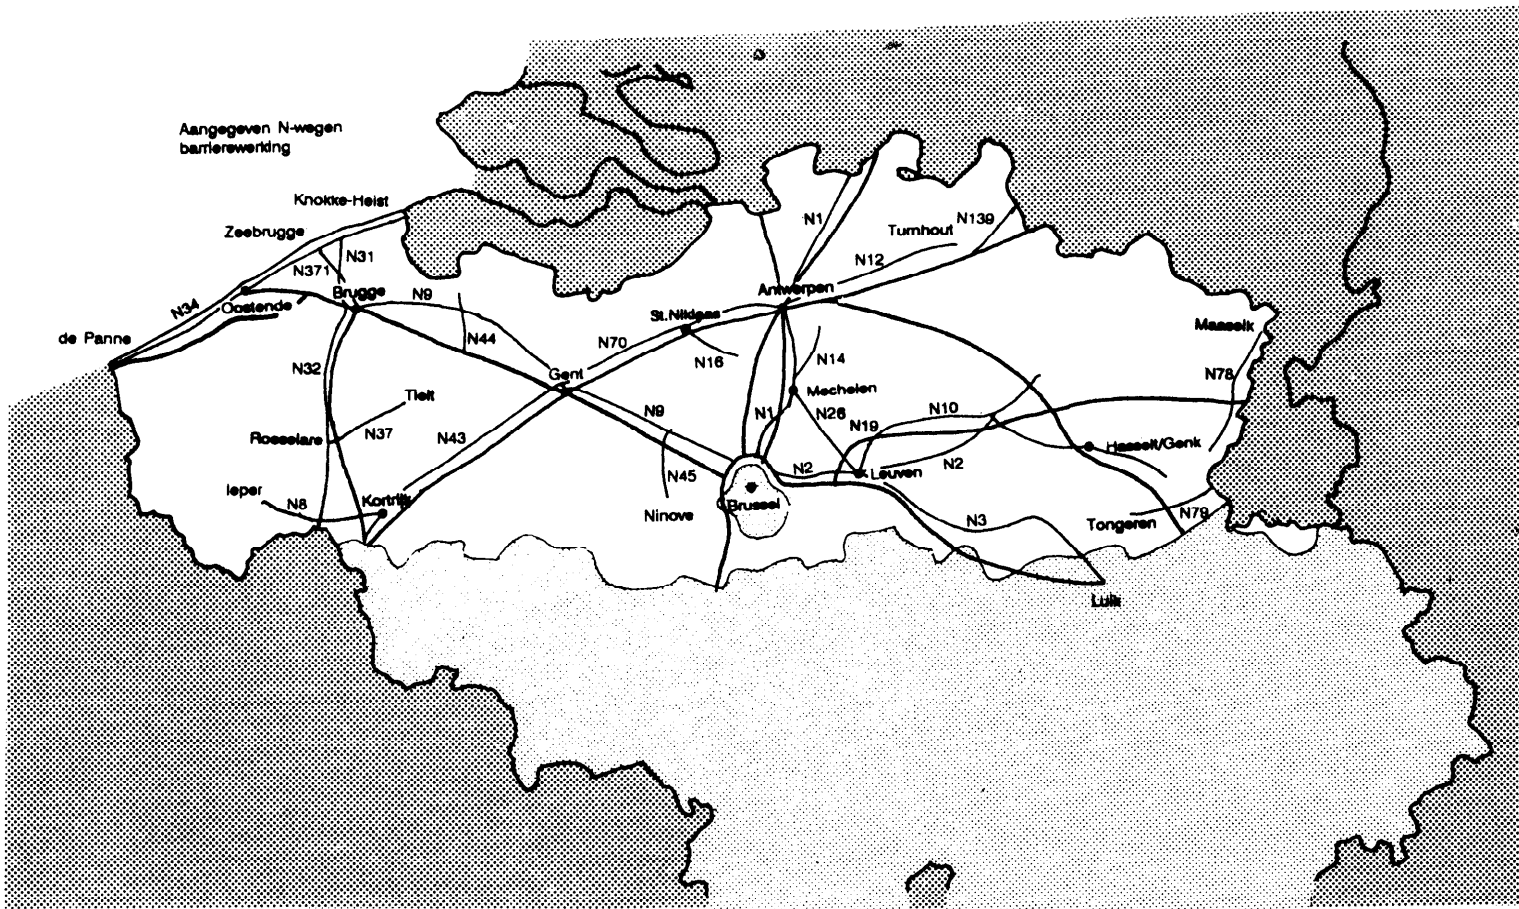 Aangegeven N-wegen
barrierewerking
Knokke-Heist
Zeebrugge
N31
N371
N34
Oostende
Brugge
N9
de Panne
N44
N32
Tielt
Roeselare
N37
N43
Ieper
N8
Kortrijk
Gent
N70
St.Niklaas
N16
N9
N45
Ninove
Brussel
N1
Turnhout
N139
N12
Antwerpen
N14
Mechelen
N1
N26
N19
N10
N2
Leuven
N2
N3
Luik
Maaseik
N78
Hasselt/Genk
Tongeren
N79